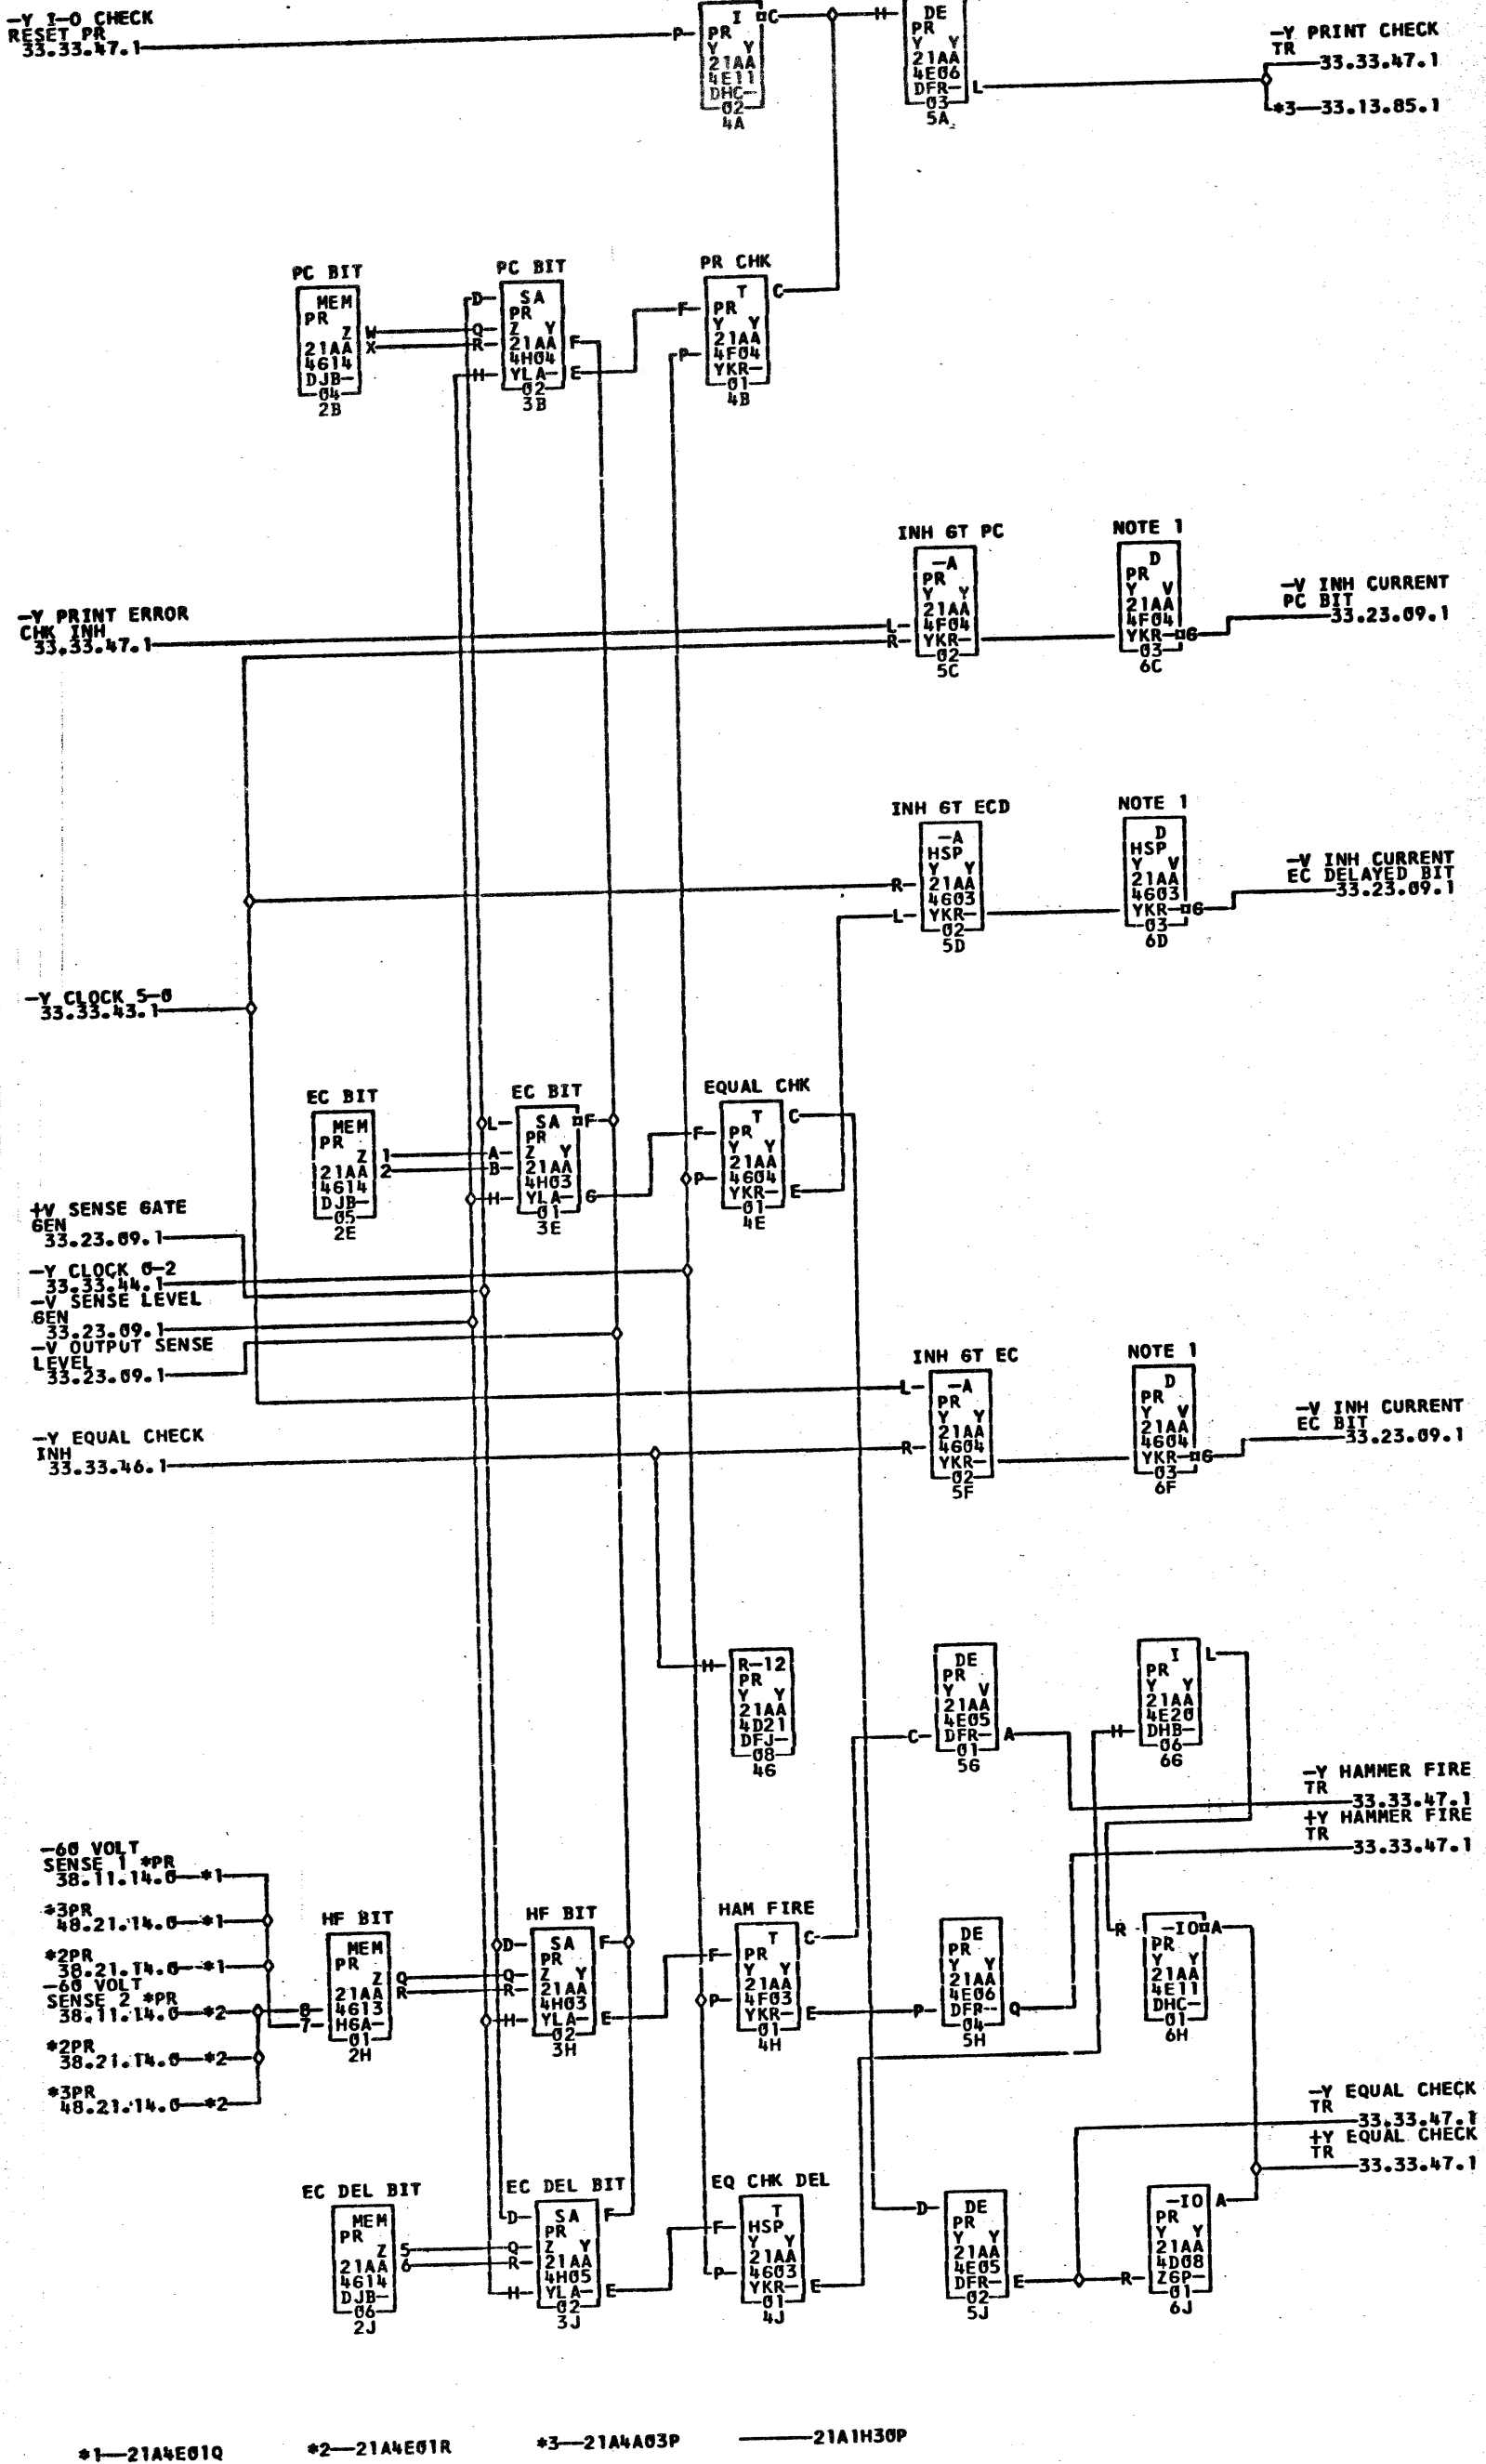 -Y I-O CHECK
RESET PR
33.33.47.1
P
I C
PR
Y Y
21AA
4E11
DHC-
02
4A
H
DE
PR
Y Y
21AA
4E06
DFR- L
03
5A
-Y PRINT CHECK
TR
33.33.47.1
*3-33.13.85.1
PC BIT
MEM
PR
Z W
21AA X
4614
DJB-
04
2B
PC BIT
D SA
PR
Q Z Y
R 21AA F
4H04
H YLA- E
02
3B
PR CHK
T C
F PR
Y Y
21AA
P 4F04
YKR-
01
4B
INH GT PC
-A
PR
Y Y
21AA
L 4F04
R YKR-
02
5C
NOTE 1
D
PR
Y V
21AA
4F04
YKR- G
03
6C
-V INH CURRENT
PC BIT
33.23.09.1
-Y PRINT ERROR
CHK INH
33.33.47.1
INH GT ECD
-A
HSP
Y Y
R 21AA
4G03
L YKR-
02
5D
NOTE 1
D
HSP
Y V
21AA
4G03
YKR- G
03
6D
-V INH CURRENT
EC DELAYED BIT
33.23.09.1
-Y CLOCK 5-0
33.33.43.1
EC BIT
MEM
PR
Z 1
21AA 2
4614
DJB-
05
2E
EC BIT
L SA F
PR
A Z Y
B 21AA
4H03
H YLA- G
01
3E
EQUAL CHK
T C
F PR
Y Y
21AA
P 4G04
YKR- E
01
4E
+V SENSE GATE
GEN
33.23.09.1
-Y CLOCK 0-2
33.33.44.1
-V SENSE LEVEL
GEN
33.23.09.1
-V OUTPUT SENSE
LEVEL
33.23.09.1
-Y EQUAL CHECK
INH
33.33.46.1
INH GT EC
L -A
PR
Y Y
21AA
R 4G04
YKR-
02
5F
NOTE 1
D
PR
Y V
21AA
4G04
YKR- G
03
6F
-V INH CURRENT
EC BIT
33.23.09.1
H R-12
PR
Y Y
21AA
4D21
DFJ-
08
4G
DE
PR
Y V
21AA
4E05
C DFR- A
01
5G
I L
PR
Y Y
21AA
4E20
H DHB-
06
6G
-Y HAMMER FIRE
TR
33.33.47.1
+Y HAMMER FIRE
TR
33.33.47.1
-60 VOLT
SENSE 1 *PR
38.11.14.0-*1
*3PR
48.21.14.0-*1
*2PR
38.21.14.0-*1
-60 VOLT
SENSE 2 *PR
38.11.14.0-*2
*2PR
38.21.14.0-*2
*3PR
48.21.14.0-*2
HF BIT
MEM
PR
Z Q
21AA R
8 4613
7 HGA-
01
2H
HF BIT
D SA F
PR
Q Z Y
R 21AA
4H03
H YLA- E
02
3H
HAM FIRE
T C
F PR
Y Y
21AA
P 4F03
YKR- E
01
4H
DE
PR
Y Y
21AA
4E06
P DFR- Q
04
5H
R -IO A
PR
Y Y
21AA
4E11
DHC-
01
6H
-Y EQUAL CHECK
TR
33.33.47.1
+Y EQUAL CHECK
TR
33.33.47.1
EC DEL BIT
MEM
PR
Z 5
21AA 6
4614
DJB-
06
2J
EC DEL BIT
D SA F
PR
Q Z Y
R 21AA
4H05
H YLA- E
02
3J
EQ CHK DEL
T
F HSP
Y Y
21AA
P 4G03
YKR- E
01
4J
D DE
PR
Y Y
21AA
4E05
DFR- E
02
5J
-IO A
PR
Y Y
21AA
4D08
R ZGP-
01
6J
*1-21A4E01Q *2-21A4E01R *3-21A4A03P 21A1H30P